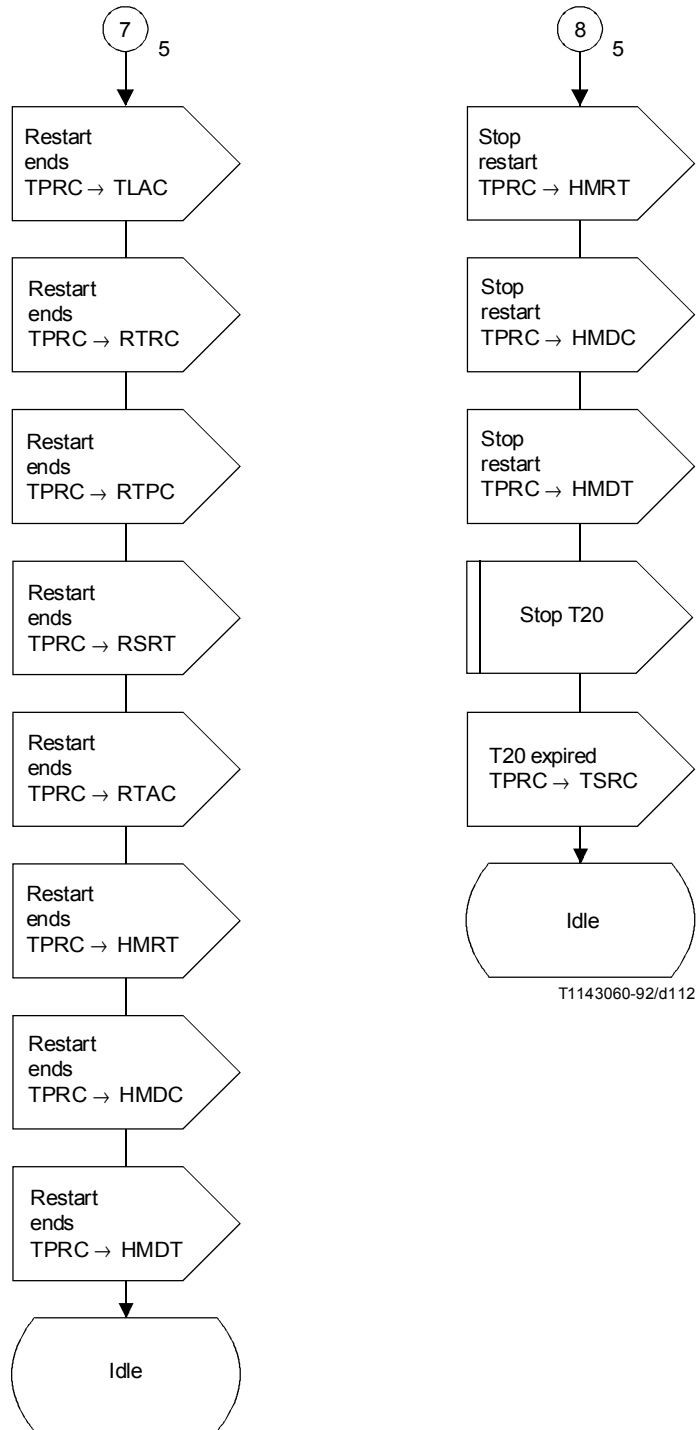 7
5
Restart
ends
TPRC → TLAC
Restart
ends
TPRC → RTRC
Restart
ends
TPRC → RTPC
Restart
ends
TPRC → RSRT
Restart
ends
TPRC → RTAC
Restart
ends
TPRC → HMRT
Restart
ends
TPRC → HMDC
Restart
ends
TPRC → HMDT
Idle
8
5
Stop
restart
TPRC → HMRT
Stop
restart
TPRC → HMDC
Stop
restart
TPRC → HMDT
Stop T20
T20 expired
TPRC → TSRC
Idle
T1143060-92/d112